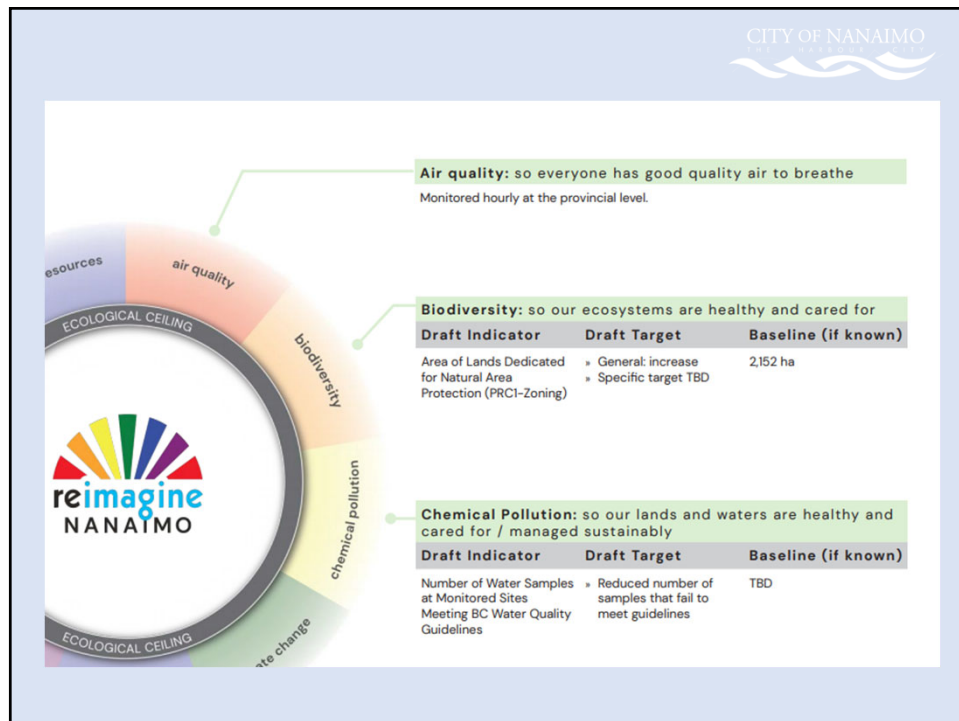 CITY OF NANAIMO
THE HARBOUR CITY
Air quality: so everyone has good quality air to breathe
Monitored hourly at the provincial level.
Biodiversity: so our ecosystems are healthy and cared for
Draft Indicator Draft Target Baseline (if known)
Area of Lands Dedicated » General: increase 2,152 ha
for Natural Area » Specific target TBD
Protection (PRC1-Zoning)
Chemical Pollution: so our lands and waters are healthy and
cared for / managed sustainably
Draft Indicator Draft Target Baseline (if known)
Number of Water Samples » Reduced number of TBD
at Monitored Sites samples that fail to
Meeting BC Water Quality meet guidelines
Guidelines
esources
air quality
biodiversity
chemical pollution
ate change
ECOLOGICAL CEILING
reimagine
NANAIMO
ECOLOGICAL CEILING